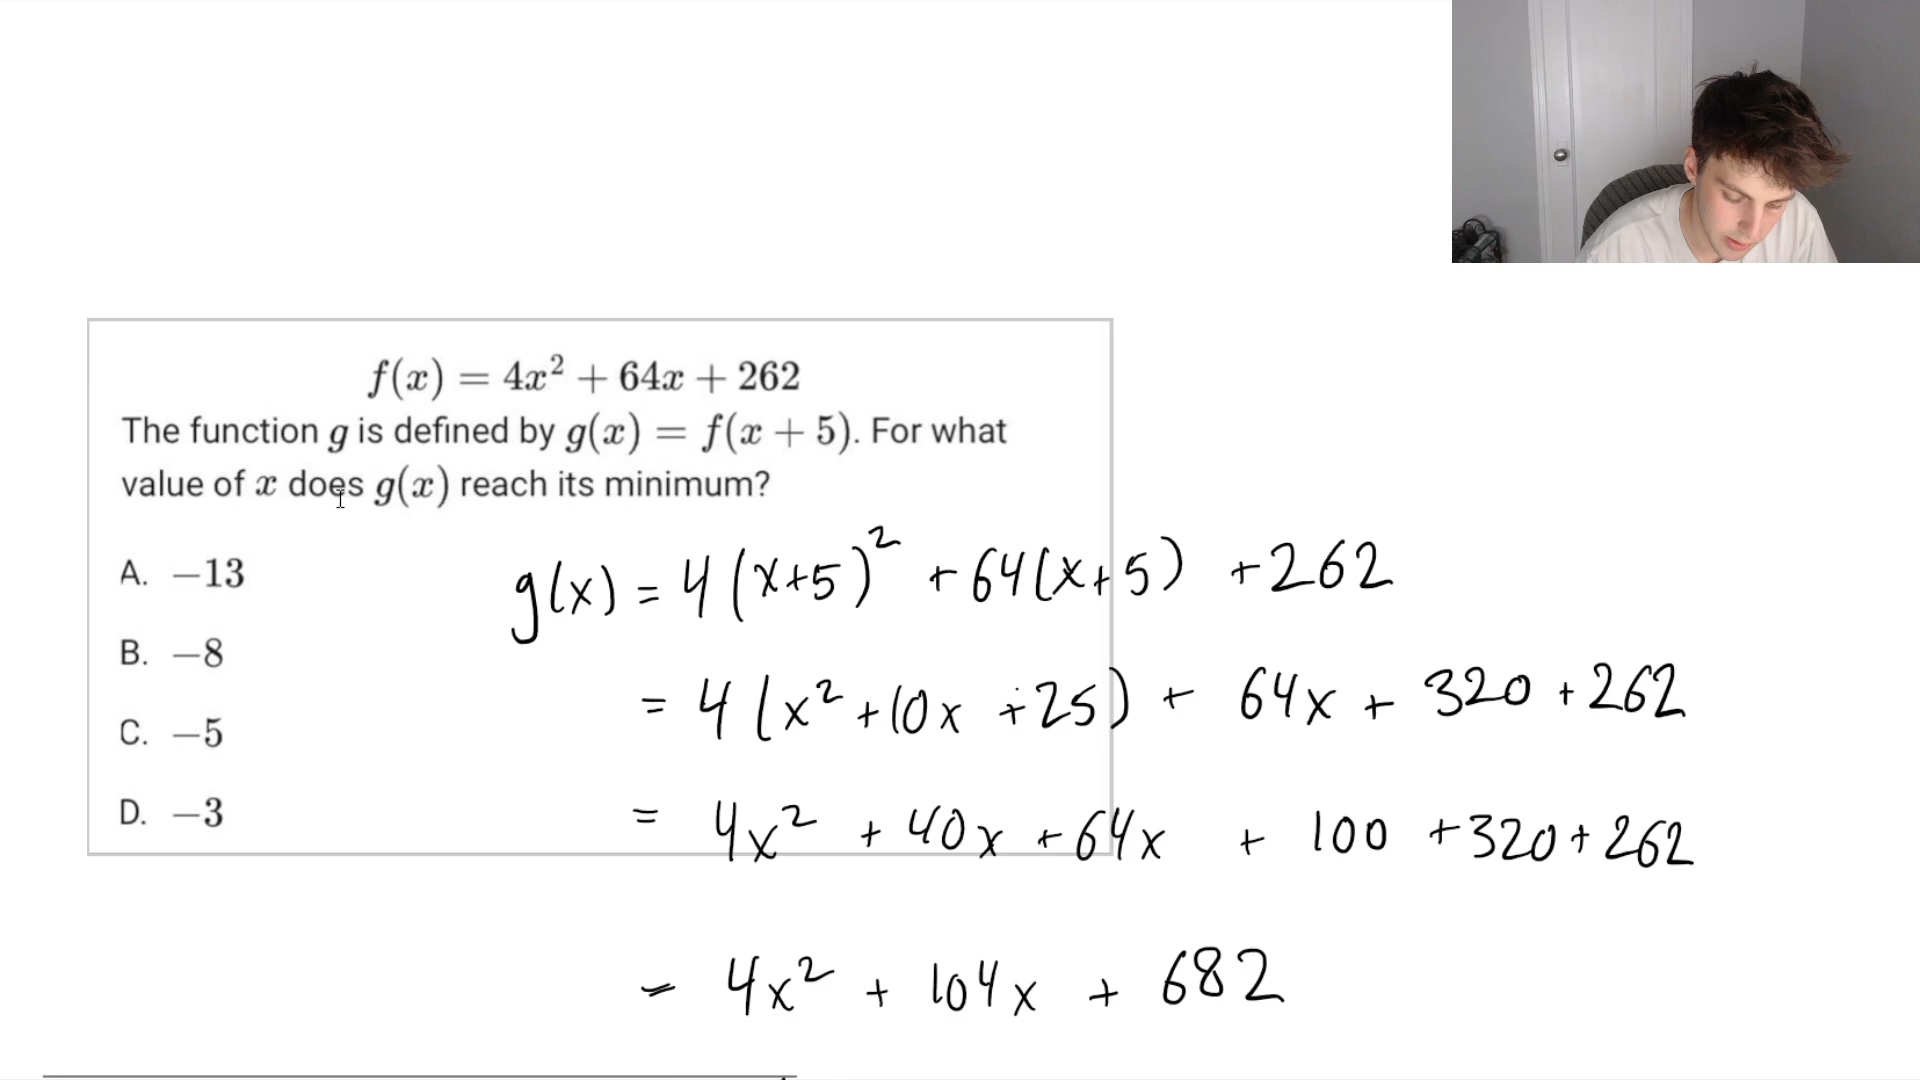 f(x) = 4x² + 64x + 262
The function g is defined by g(x) = f(x + 5). For what
value of x does g(x) reach its minimum?
A. −13
B. −8
C. −5
D. −3
g(x) = 4(x+5)² + 64(x+5) + 262
= 4(x² + 10x + 25) + 64x + 320 + 262
= 4x² + 40x + 64x + 100 + 320 + 262
= 4x² + 104x + 682